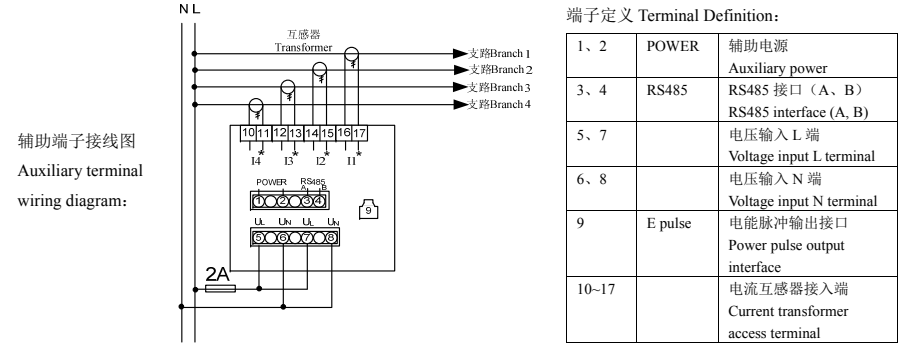 N L
互感器
Transformer
支路Branch 1
支路Branch 2
支路Branch 3
支路Branch 4
辅助端子接线图
Auxiliary terminal
wiring diagram：
10 11 12 13 14 15 16 17
I4 * I3 * I2 * I1 *
POWER RS485
A B
1 2 3 4
9
UL UN UL UN
5 6 7 8
2A
端子定义 Terminal Definition：
1、2 POWER 辅助电源
Auxiliary power
3、4 RS485 RS485 接口（A、B）
RS485 interface (A, B)
5、7 电压输入 L 端
Voltage input L terminal
6、8 电压输入 N 端
Voltage input N terminal
9 E pulse 电能脉冲输出接口
Power pulse output
interface
10~17 电流互感器接入端
Current transformer
access terminal